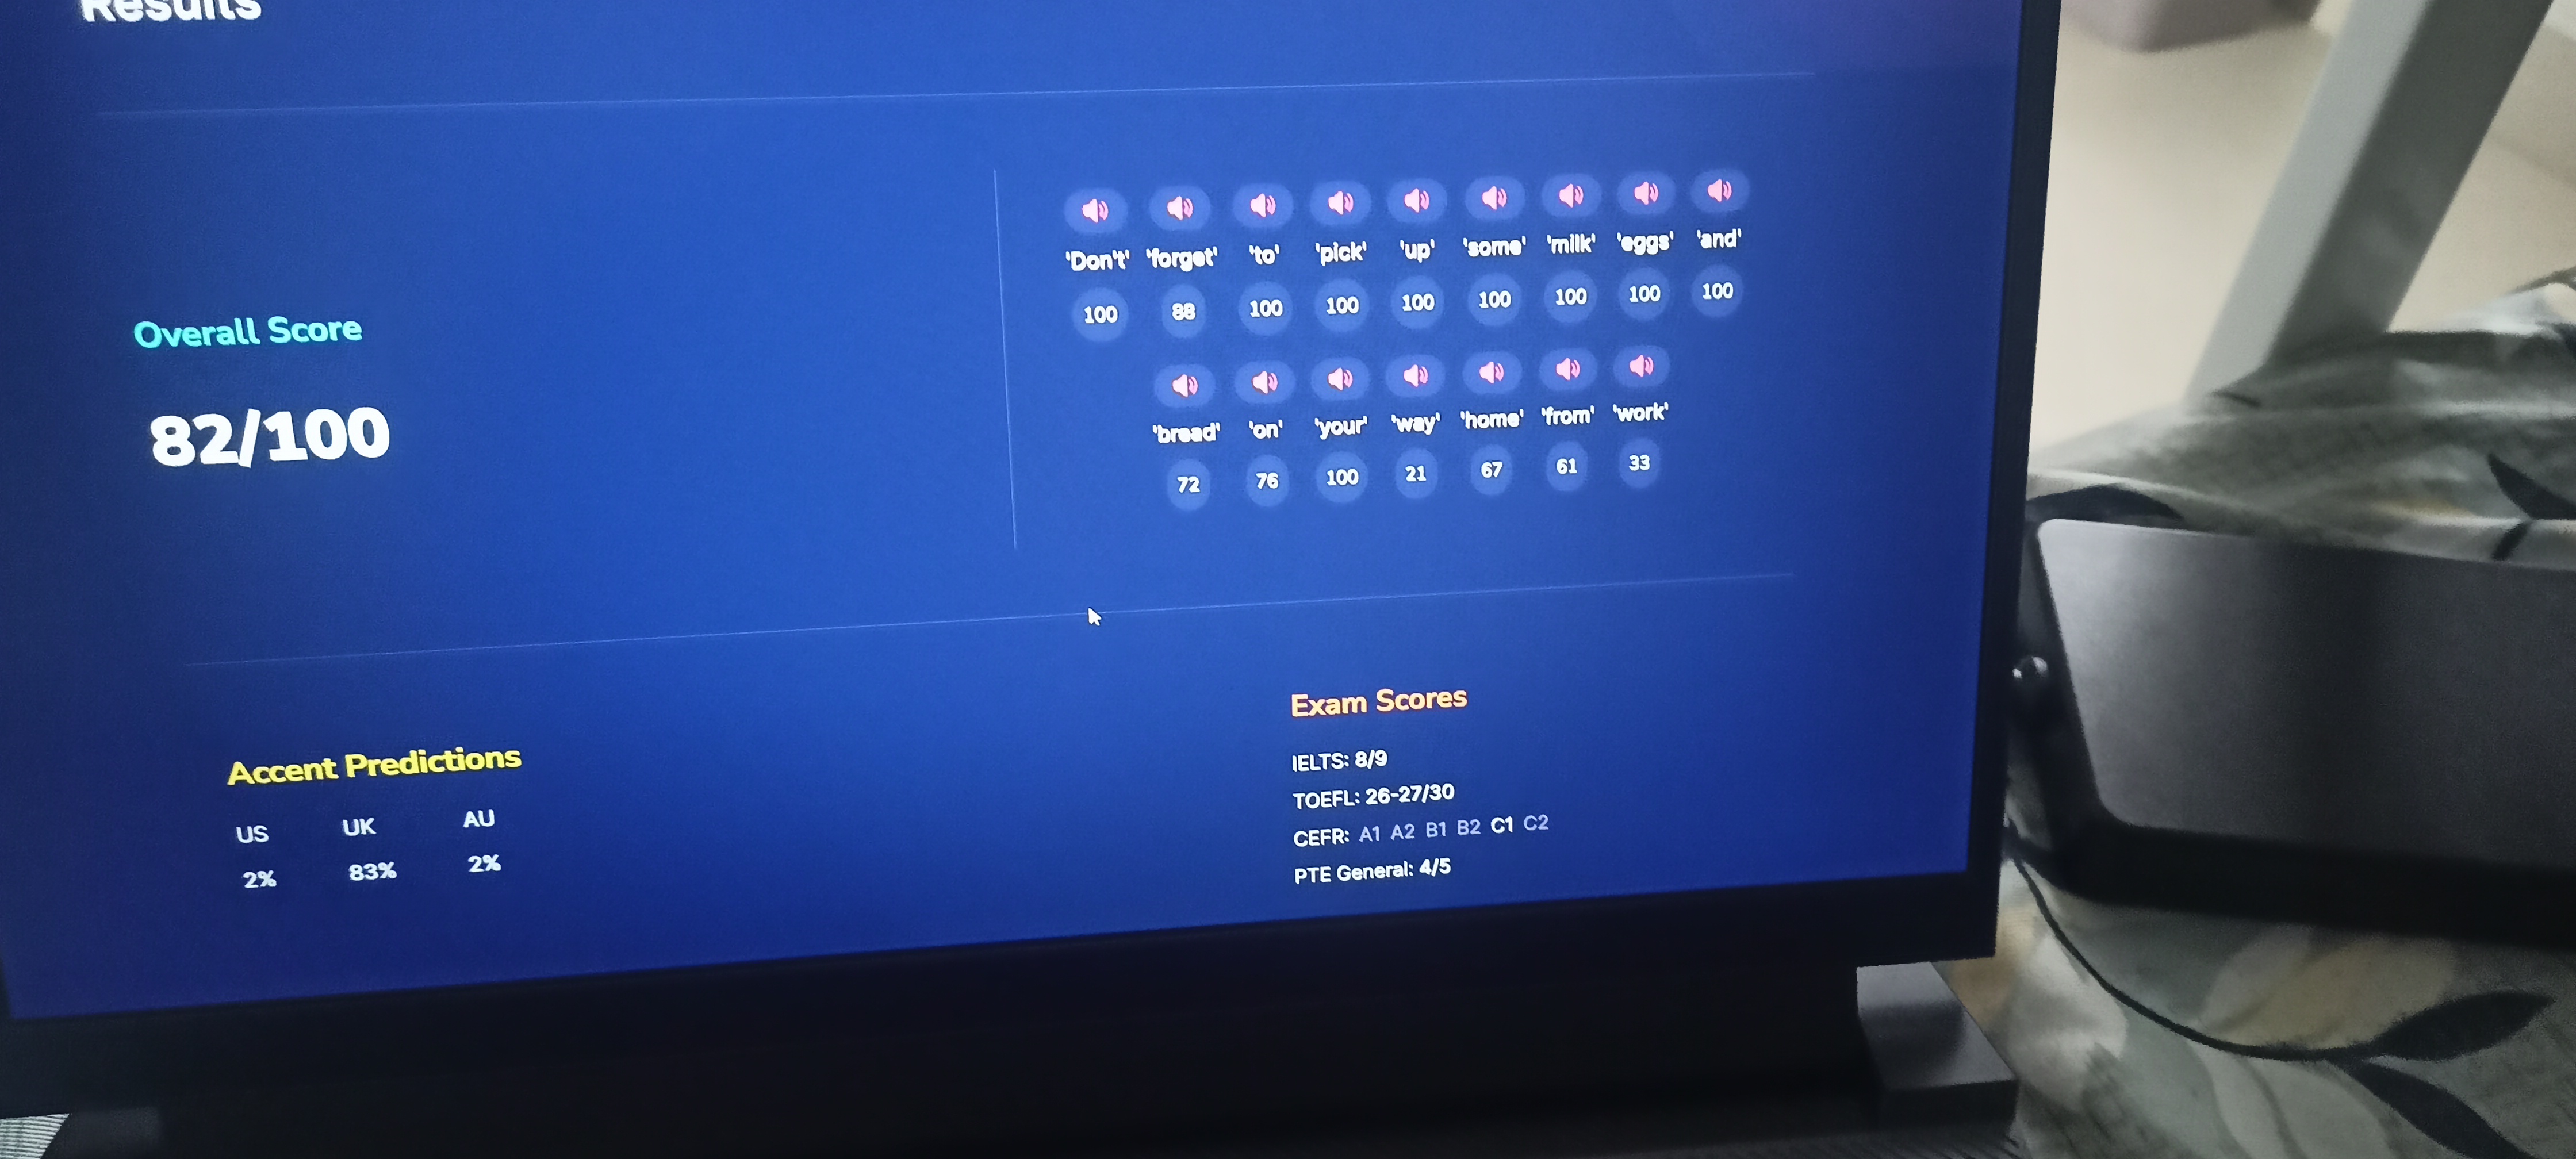 Results
Overall Score
82/100
'Don't' 'forget' 'to' 'pick' 'up' 'some' 'milk' 'eggs' 'and'
100 88 100 100 100 100 100 100 100
'bread' 'on' 'your' 'way' 'home' 'from' 'work'
72 76 100 21 67 61 33
Accent Predictions
US UK AU
2% 83% 2%
Exam Scores
IELTS: 8/9
TOEFL: 26-27/30
CEFR: A1 A2 B1 B2 C1 C2
PTE General: 4/5